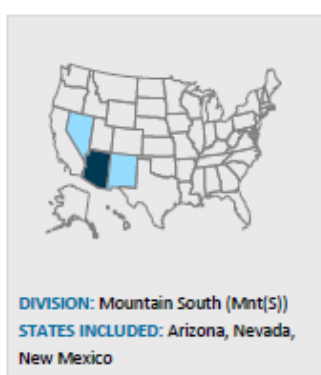 DIVISION: Mountain South (Mnt(S))
STATES INCLUDED: Arizona, Nevada,
New Mexico